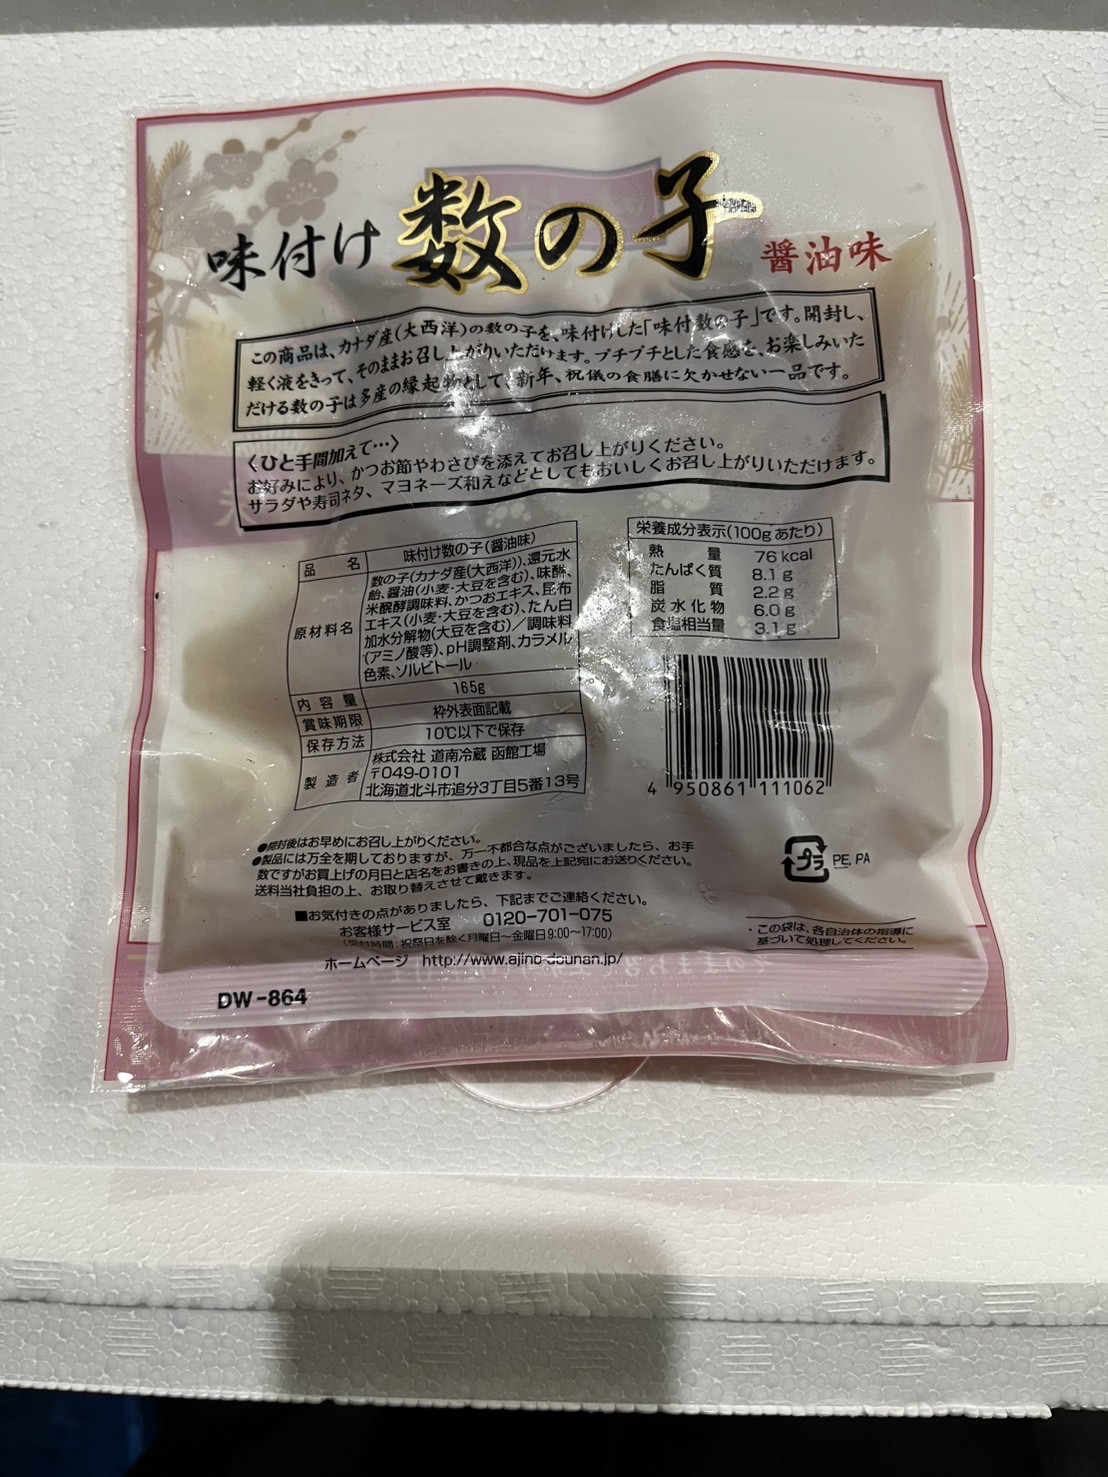 味付け 数の子 醤油味
この商品は、カナダ産(大西洋)の数の子を、味付けした「味付数の子」です。開封し、
軽く液をきって、そのままお召し上がりいただけます。プチプチとした食感を、お楽しみいた
だける数の子は多産の縁起物として、新年、祝儀の食膳に欠かせない一品です。
〈ひと手間加えて…〉
お好みにより、かつお節やわさびを添えてお召し上がりください。
サラダや寿司ネタ、マヨネーズ和えなどとしてもおいしくお召し上がりいただけます。
品名 味付け数の子(醤油味)
原材料名 数の子(カナダ産(大西洋))、還元水
飴、醤油(小麦・大豆を含む)、味醂、
米醗酵調味料、かつおエキス、昆布
エキス(小麦・大豆を含む)、たん白
加水分解物(大豆を含む)/調味料
(アミノ酸等)、pH調整剤、カラメル
色素、ソルビトール
内容量 165g
賞味期限 枠外表面記載
保存方法 10℃以下で保存
製造者 株式会社 道南冷蔵 函館工場
〒049-0101
北海道北斗市追分3丁目5番13号
栄養成分表示(100gあたり)
熱量 76 kcal
たんぱく質 8.1 g
脂質 2.2 g
炭水化物 6.0 g
食塩相当量 3.1 g
4 950861 111062
プラ PE, PA
●開封後はお早めにお召し上がりください。
●製品には万全を期しておりますが、万一不都合な点がございましたら、お手
数ですがお買上げの月日と店名をお書きの上、現品を上記宛にお送りください。
送料当社負担の上、お取り替えさせて戴きます。
■お気付きの点がありましたら、下記までご連絡ください。
お客様サービス室 0120-701-075
(受付時間:祝祭日を除く月曜日〜金曜日9:00〜17:00)
ホームページ http://www.ajino-dounan.jp/
・この袋は、各自治体の指導に
基づいて処理してください。
DW-864